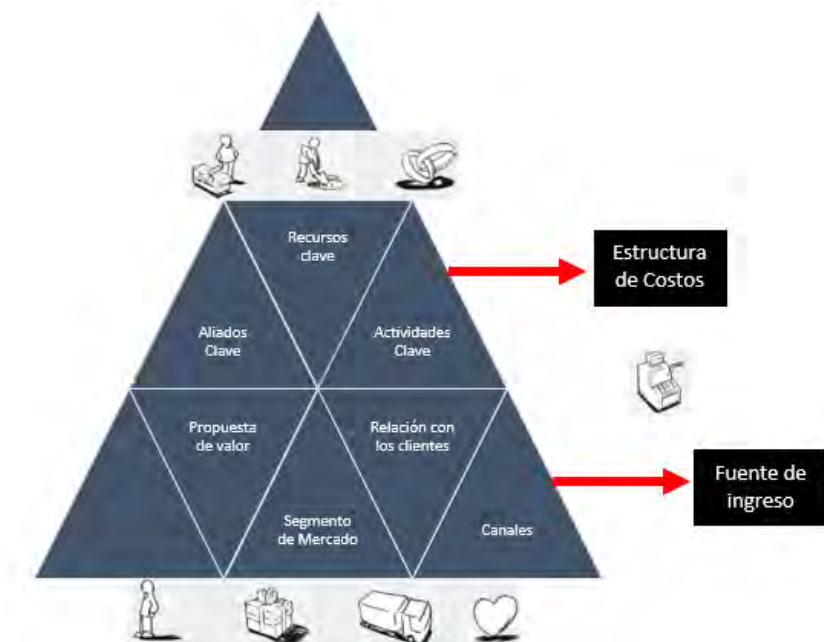 Recursos
clave
Estructura
de Costos
Aliados
Clave
Actividades
Clave
Propuesta
de valor
Relación con
los clientes
Fuente de
ingreso
Segmento
de Mercado
Canales